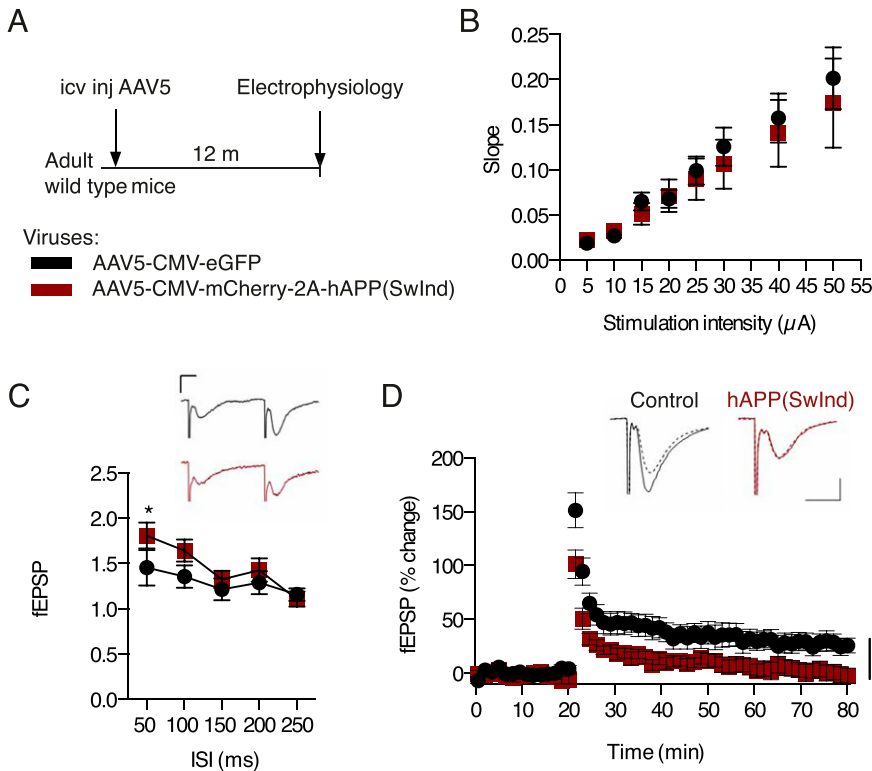 A
icv inj AAV5
Electrophysiology
12 m
Adult
wild type mice
Viruses:
AAV5-CMV-eGFP
AAV5-CMV-mCherry-2A-hAPP(SwInd)
B
0.25
0.20
0.15
0.10
0.05
0.00
Slope
0 5 10 15 20 25 30 35 40 45 50 55
Stimulation intensity (µA)
C
2.5
2.0
1.5
1.0
0.5
0.0
*
fEPSP
50 100 150 200 250
ISI (ms)
D
Control
hAPP(SwInd)
200
150
100
50
0
fEPSP (% change)
0 10 20 30 40 50 60 70 80
Time (min)